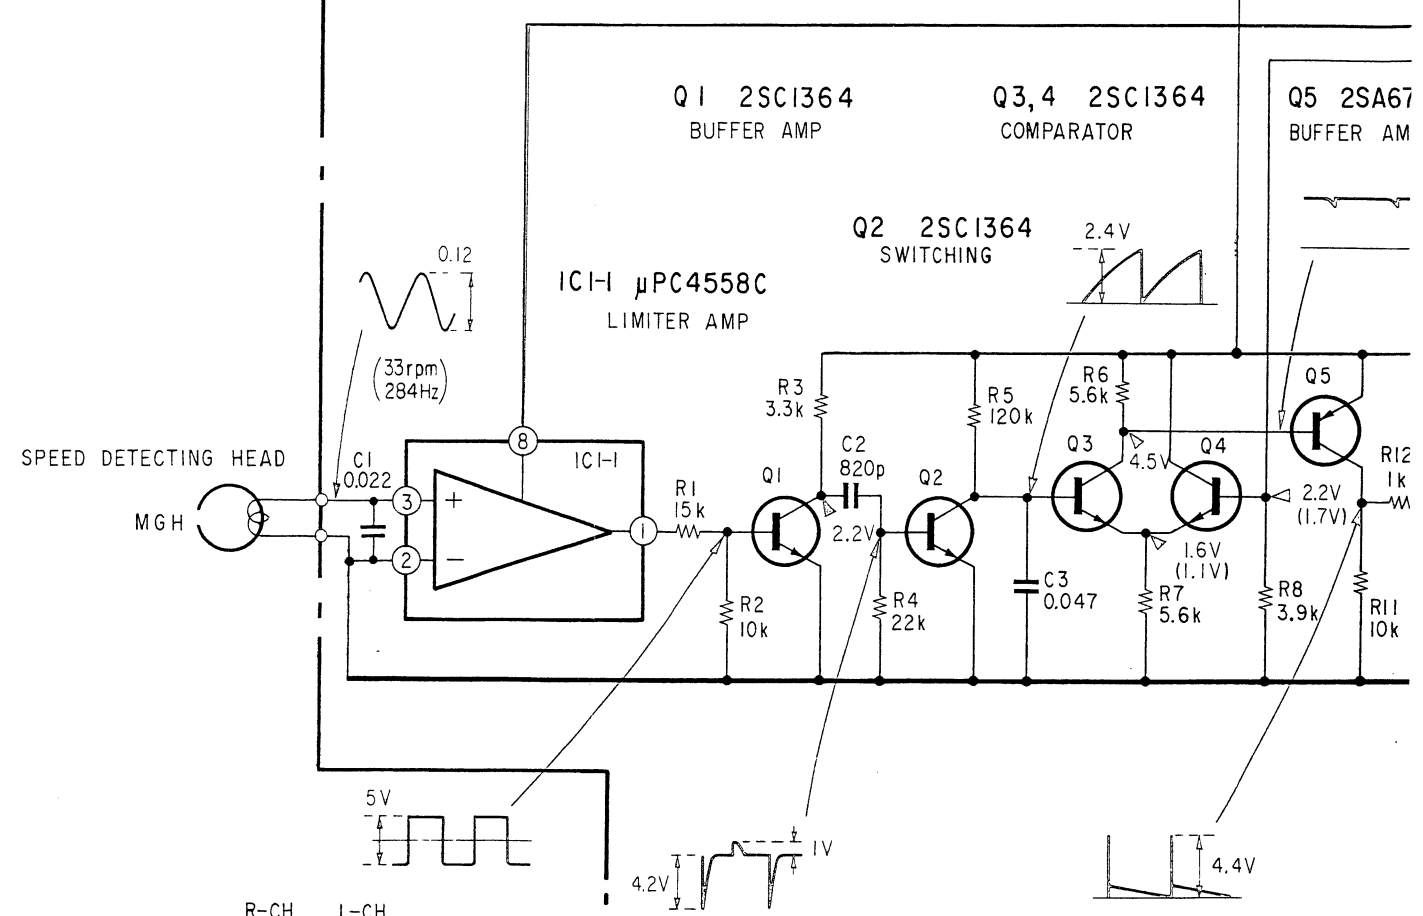 Q1 2SC1364
BUFFER AMP
Q3,4 2SC1364
COMPARATOR
Q5 2SA67
BUFFER AM
Q2 2SC1364
SWITCHING
2.4V
0.12
IC1-1 µPC4558C
LIMITER AMP
(33rpm
284Hz)
SPEED DETECTING HEAD
MGH
C1
0.022
8
IC1-1
3
+
2
−
1
R1
15k
R2
10k
R3
3.3k
Q1
C2
820p
2.2V
R4
22k
Q2
R5
120k
C3
0.047
R6
5.6k
Q3
4.5V
Q4
1.6V
(1.1V)
R7
5.6k
2.2V
(1.7V)
R8
3.9k
Q5
R12
1k
R11
10k
5V
4.2V
1V
4.4V
R-CH L-CH